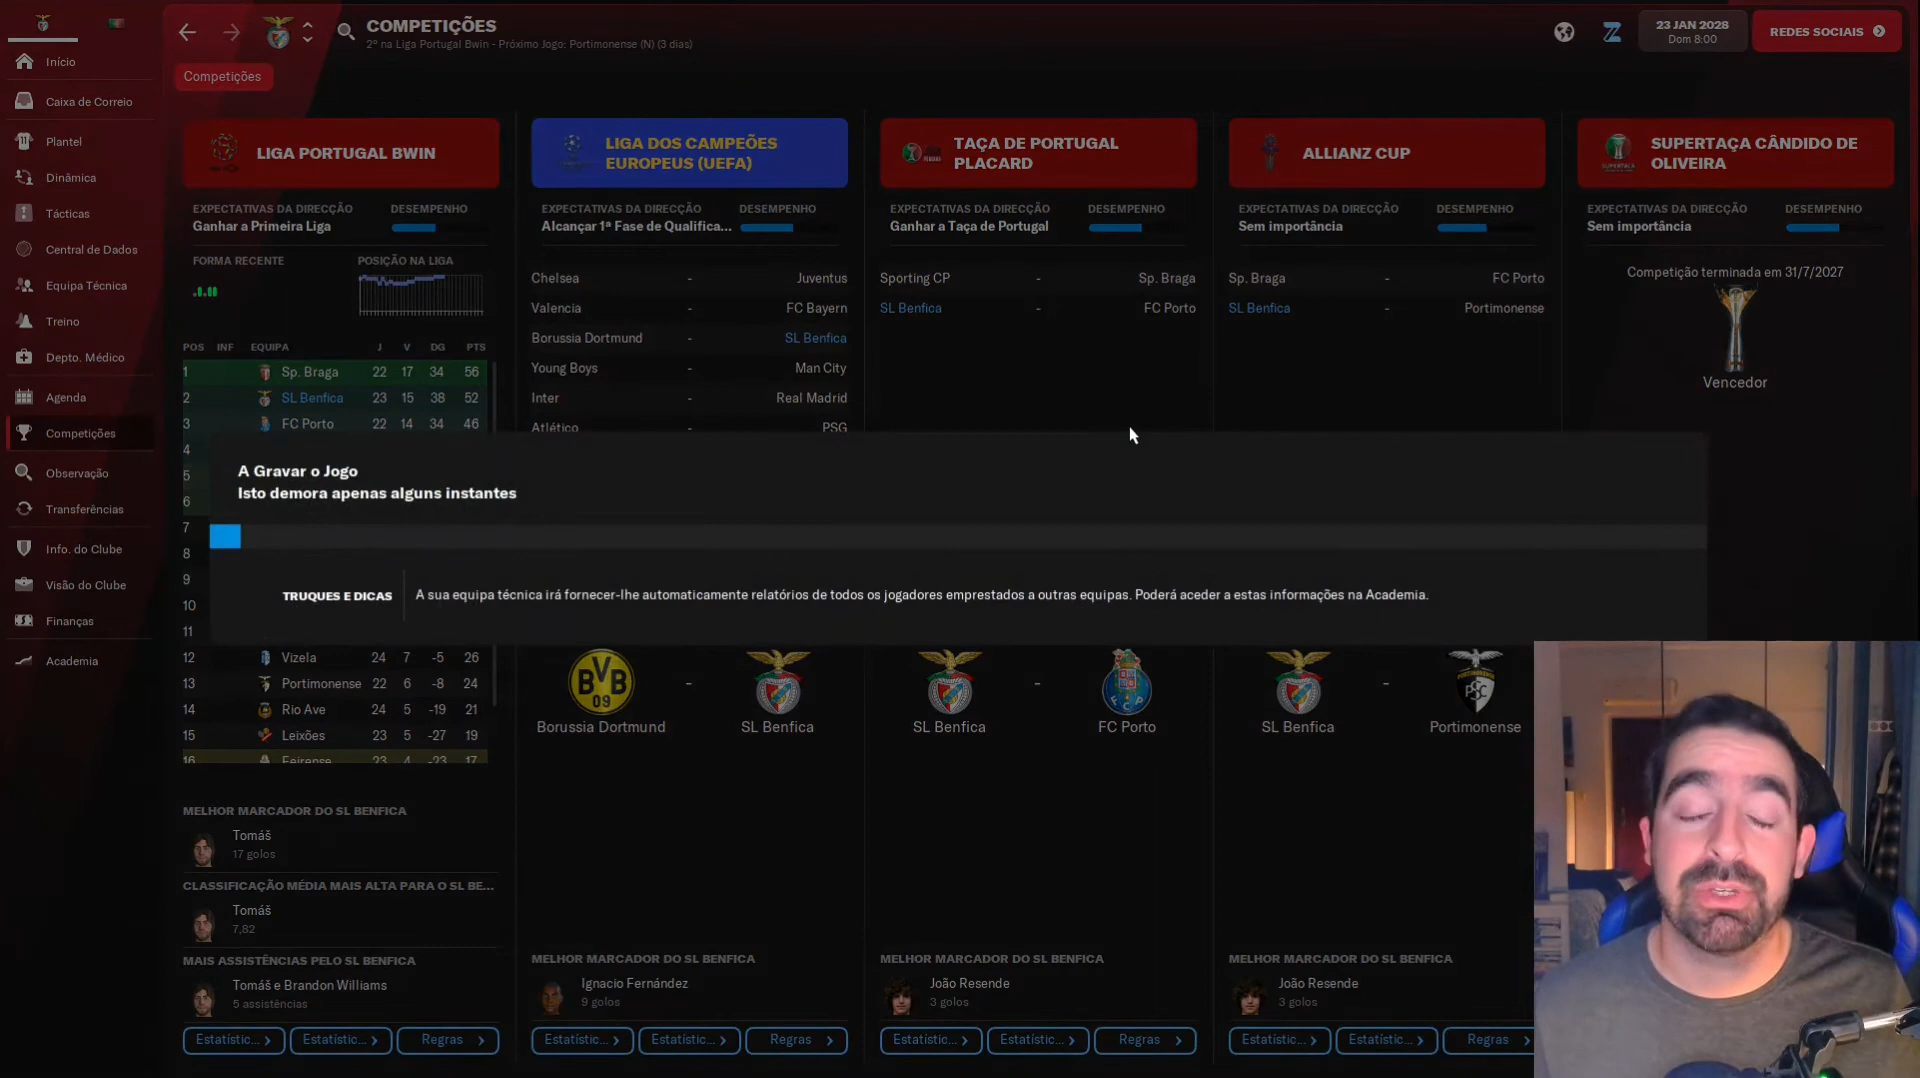 COMPETIÇÕES
2º na Liga Portugal Bwin - Próximo Jogo: Portimonense (N) (3 dias)
23 JAN 2028
Dom 8:00
REDES SOCIAIS
Competições
Início
Caixa de Correio
Plantel
Dinâmica
Tácticas
Central de Dados
Equipa Técnica
Treino
Depto. Médico
Agenda
Competições
Observação
Transferências
Info. do Clube
Visão do Clube
Finanças
Academia
LIGA PORTUGAL BWIN
EXPECTATIVAS DA DIRECÇÃO
DESEMPENHO
Ganhar a Primeira Liga
FORMA RECENTE
POSIÇÃO NA LIGA
POS INF EQUIPA J V DG PTS
1 Sp. Braga 22 17 34 56
2 SL Benfica 23 15 38 52
3 FC Porto 22 14 34 46
4
5
6
7
8
9
10
11
12 Vizela 24 7 -5 26
13 Portimonense 22 6 -8 24
14 Rio Ave 24 5 -19 21
15 Leixões 23 5 -27 19
16 Feirense 23 4 -23 17
MELHOR MARCADOR DO SL BENFICA
Tomáš
17 golos
CLASSIFICAÇÃO MÉDIA MAIS ALTA PARA O SL BE...
Tomáš
7,82
MAIS ASSISTÊNCIAS PELO SL BENFICA
Tomáš e Brandon Williams
5 assistências
Estatístic...
Estatístic...
Regras
LIGA DOS CAMPEÕES
EUROPEUS (UEFA)
EXPECTATIVAS DA DIRECÇÃO
DESEMPENHO
Alcançar 1ª Fase de Qualifica...
Chelsea - Juventus
Valencia - FC Bayern
Borussia Dortmund - SL Benfica
Young Boys - Man City
Inter - Real Madrid
Atlético PSG
BVB
09
Borussia Dortmund - SL Benfica
MELHOR MARCADOR DO SL BENFICA
Ignacio Fernández
9 golos
Estatístic...
Estatístic...
Regras
TAÇA DE PORTUGAL
PLACARD
EXPECTATIVAS DA DIRECÇÃO
DESEMPENHO
Ganhar a Taça de Portugal
Sporting CP - Sp. Braga
SL Benfica - FC Porto
SL Benfica - FC Porto
MELHOR MARCADOR DO SL BENFICA
João Resende
3 golos
Estatístic...
Estatístic...
Regras
ALLIANZ CUP
EXPECTATIVAS DA DIRECÇÃO
DESEMPENHO
Sem importância
Sp. Braga - FC Porto
SL Benfica - Portimonense
SL Benfica - Portimonense
MELHOR MARCADOR DO SL BENFICA
João Resende
3 golos
Estatístic...
Estatístic...
Regras
SUPERTAÇA CÂNDIDO DE
OLIVEIRA
EXPECTATIVAS DA DIRECÇÃO
DESEMPENHO
Sem importância
Competição terminada em 31/7/2027
Vencedor
A Gravar o Jogo
Isto demora apenas alguns instantes
TRUQUES E DICAS
A sua equipa técnica irá fornecer-lhe automaticamente relatórios de todos os jogadores emprestados a outras equipas. Poderá aceder a estas informações na Academia.